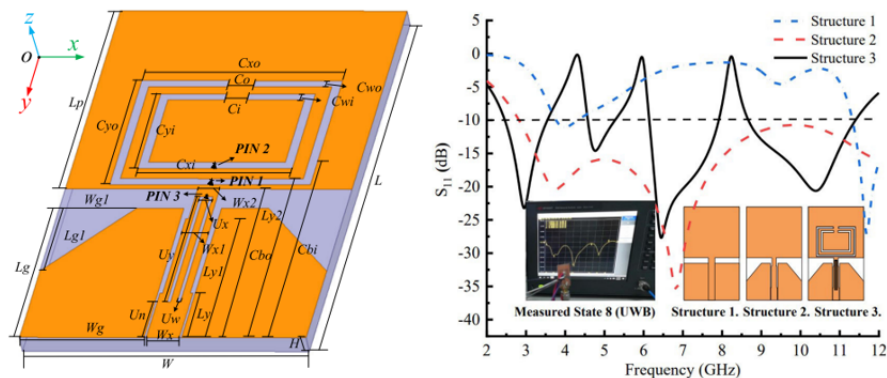 z
x
O
y
Cxo
Co
Cwo
Ci
Cwi
Lp
Cyo
Cyi
PIN 2
Cxi
PIN 1
L
PIN 3
Wg1
Wx2
Ly2
Ux
Lg1
Wx1
Cbo
Cbi
Lg
Uy
Ly1
Un
Uw
Ly
Wg
Wx
H
W
Structure 1
Structure 2
Structure 3
5
0
-5
-10
-15
-20
-25
-30
-35
-40
S11 (dB)
Measured State 8 (UWB)
Structure 1. Structure 2. Structure 3.
2 3 4 5 6 7 8 9 10 11 12
Frequency (GHz)